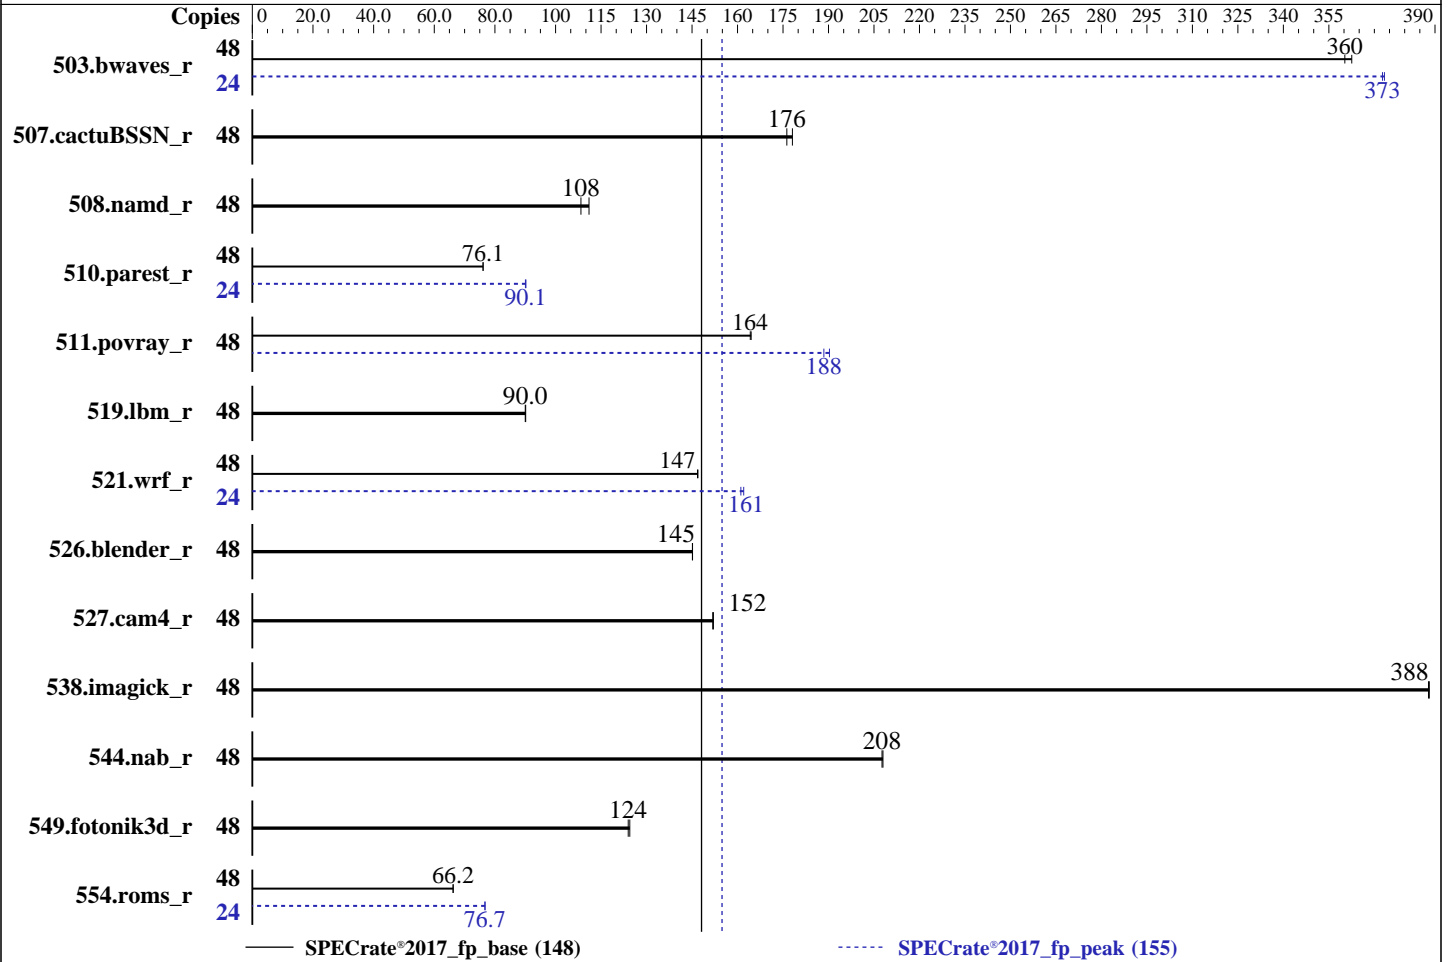 Copies 0 20.0 40.0 60.0 80.0 100 115 130 145 160 175 190 205 220 235 250 265 280 295 310 325 340 355 390
503.bwaves_r 48 360
24 373
507.cactuBSSN_r 48 176
508.namd_r 48 108
510.parest_r 48 76.1
24 90.1
511.povray_r 48 164
188
519.lbm_r 48 90.0
521.wrf_r 48 147
24 161
526.blender_r 48 145
527.cam4_r 48 152
538.imagick_r 48 388
544.nab_r 48 208
549.fotonik3d_r 48 124
554.roms_r 48 66.2
24 76.7
SPECrate®2017_fp_base (148) SPECrate®2017_fp_peak (155)